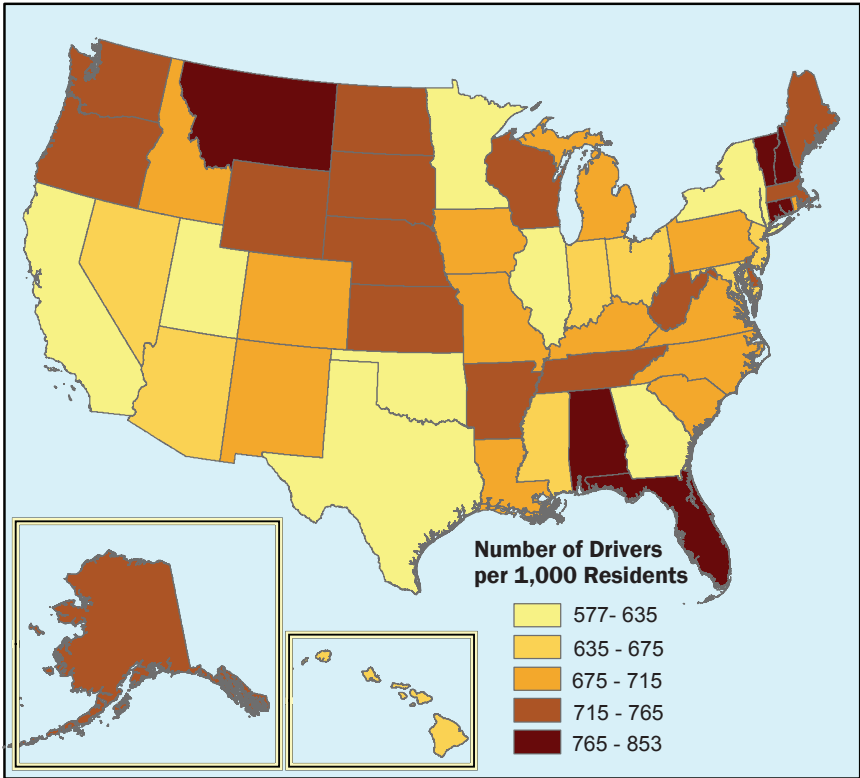 Number of Drivers
per 1,000 Residents
577- 635
635 - 675
675 - 715
715 - 765
765 - 853